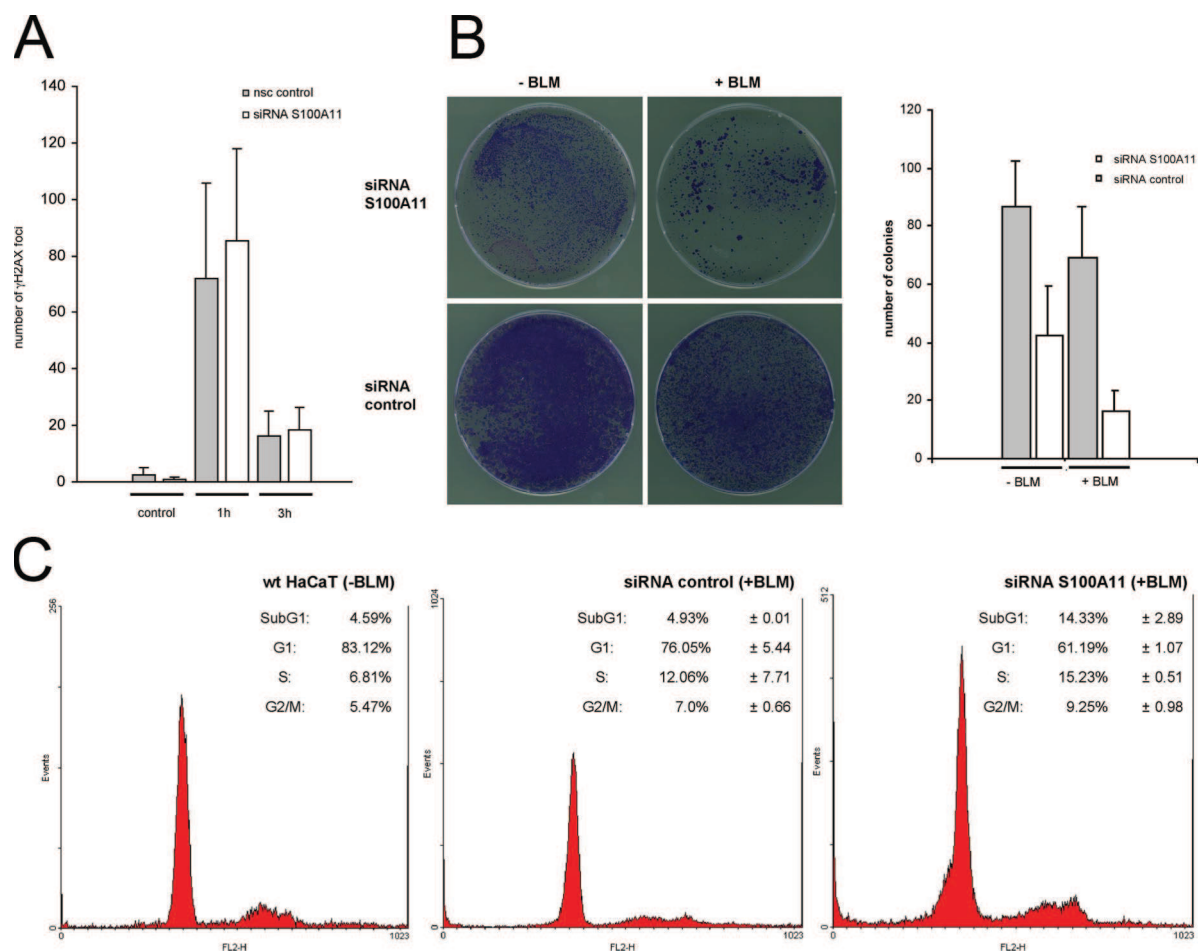 A
140
120
100
80
60
40
20
0
number of γH2AX foci
nsc control
siRNA S100A11
control 1h 3h
B
- BLM + BLM
siRNA
S100A11
siRNA
control
120
100
80
60
40
20
0
number of colonies
siRNA S100A11
siRNA control
- BLM + BLM
C
wt HaCaT (-BLM)
SubG1: 4.59%
G1: 83.12%
S: 6.81%
G2/M: 5.47%
256
Events
0 1023
FL2-H
siRNA control (+BLM)
SubG1: 4.93% ± 0.01
G1: 76.05% ± 5.44
S: 12.06% ± 7.71
G2/M: 7.0% ± 0.66
1024
Events
0 1023
FL2-H
siRNA S100A11 (+BLM)
SubG1: 14.33% ± 2.89
G1: 61.19% ± 1.07
S: 15.23% ± 0.51
G2/M: 9.25% ± 0.98
512
Events
0 1023
FL2-H